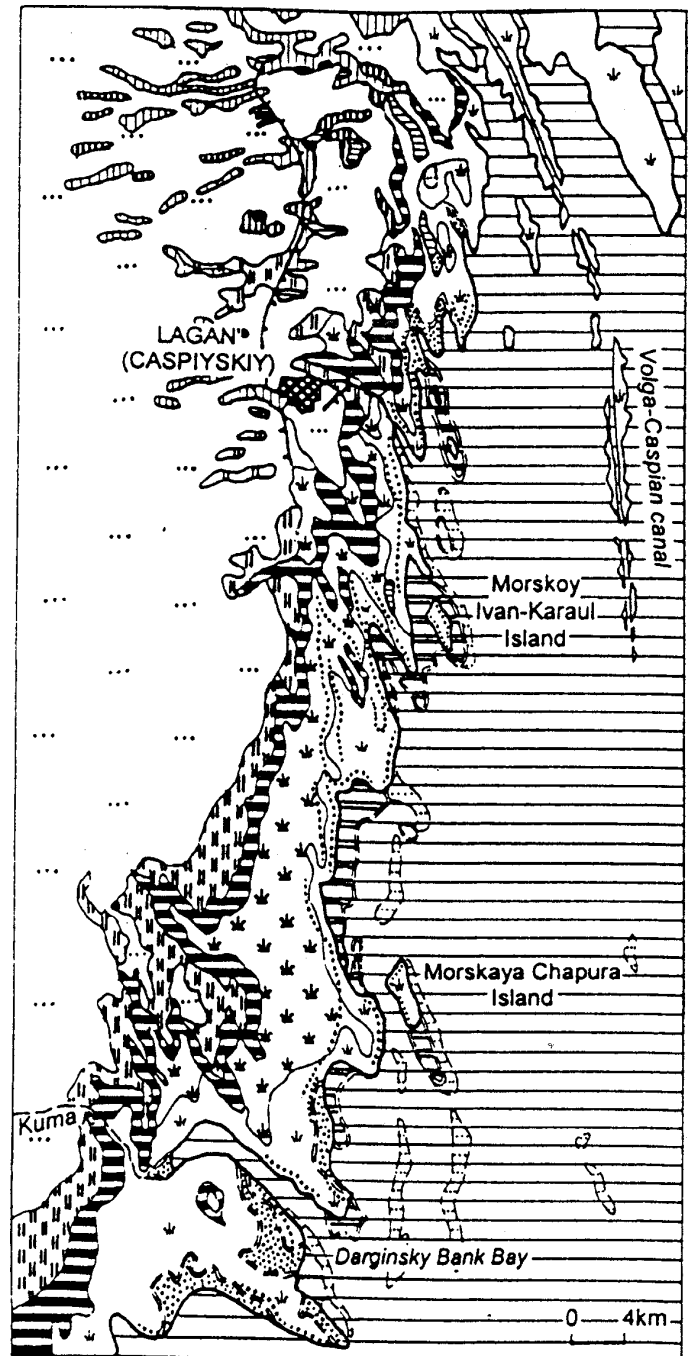 LAGAN'
(CASPIYSKIY)
Volga-Caspian canal
Morskoy
Ivan-Karaul
Island
Morskaya Chapura
Island
Kuma
Darginsky Bank Bay
0 4km